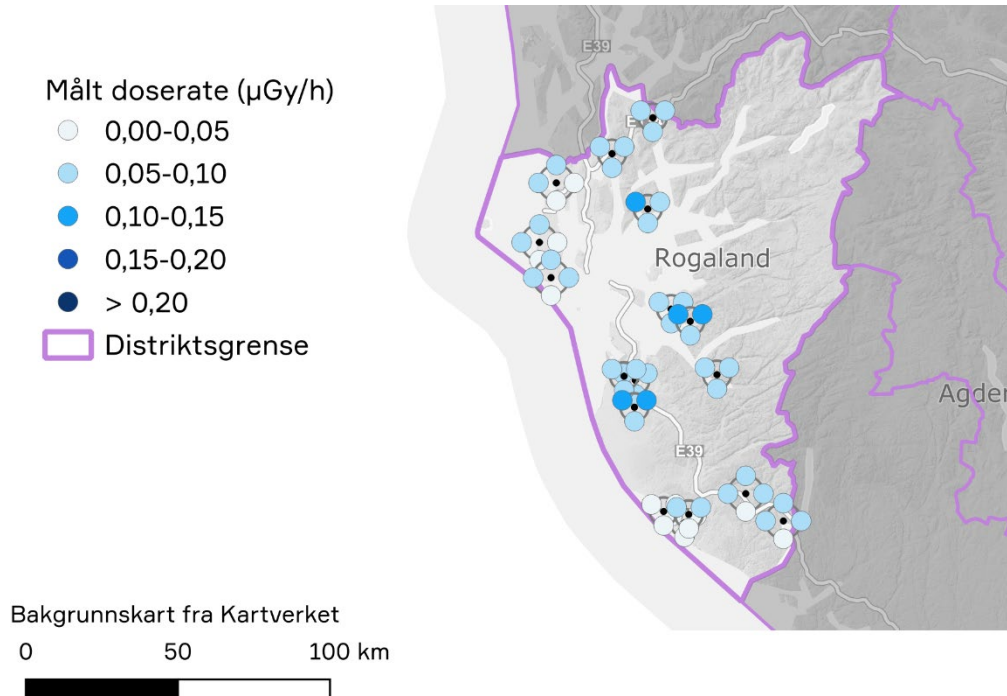 E39
Målt doserate (µGy/h)
0,00-0,05
0,05-0,10
0,10-0,15
0,15-0,20
> 0,20
Distriktsgrense
Rogaland
Agder
E39
Bakgrunnskart fra Kartverket
0 50 100 km